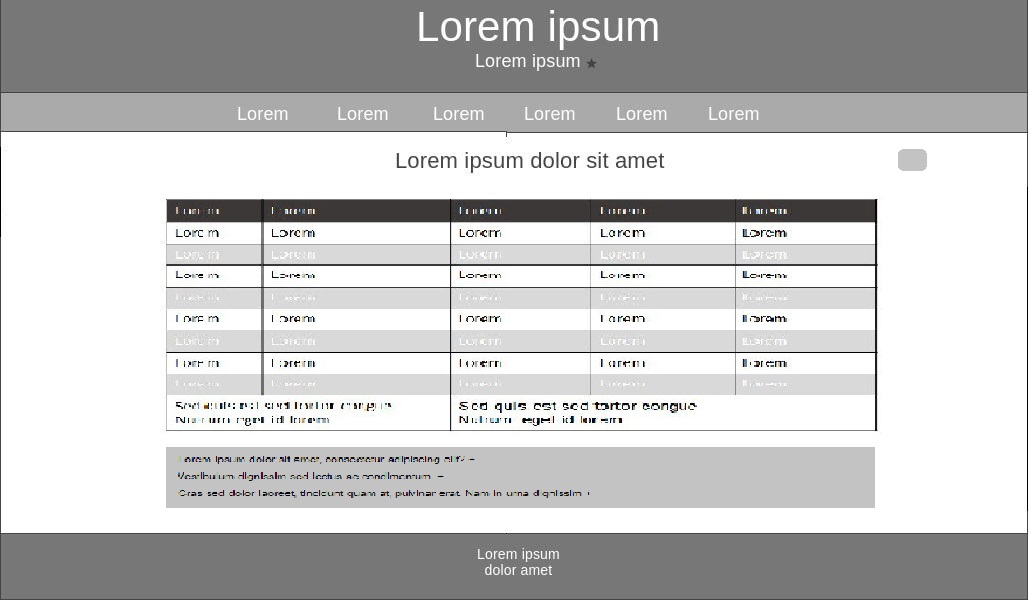 Lorem ipsum
Lorem ipsum ★
Lorem Lorem Lorem Lorem Lorem Lorem
Lorem ipsum dolor sit amet
Lorem Lorem Lorem Lorem Lorem
Lorem Lorem Lorem Lorem Lorem
Lorem Lorem Lorem Lorem Lorem
Lorem Lorem Lorem Lorem Lorem
Lorem Lorem Lorem Lorem Lorem
Lorem Lorem Lorem Lorem Lorem
Lorem Lorem Lorem Lorem Lorem
Lorem Lorem Lorem Lorem Lorem
Lorem Lorem Lorem Lorem Lorem
Sed quis est sed tortor congue Sed quis est sed tortor congue
Nullam eget id lorem Nullam eget id lorem
Lorem ipsum dolor sit amet, consectetur adipiscing
Vestibulum dignissim sed lectus ac condimentum
Cras sed dolor laoreet, tincidunt quam at, pulvinar erat. Nam in urna dignissim
Lorem ipsum
dolor amet